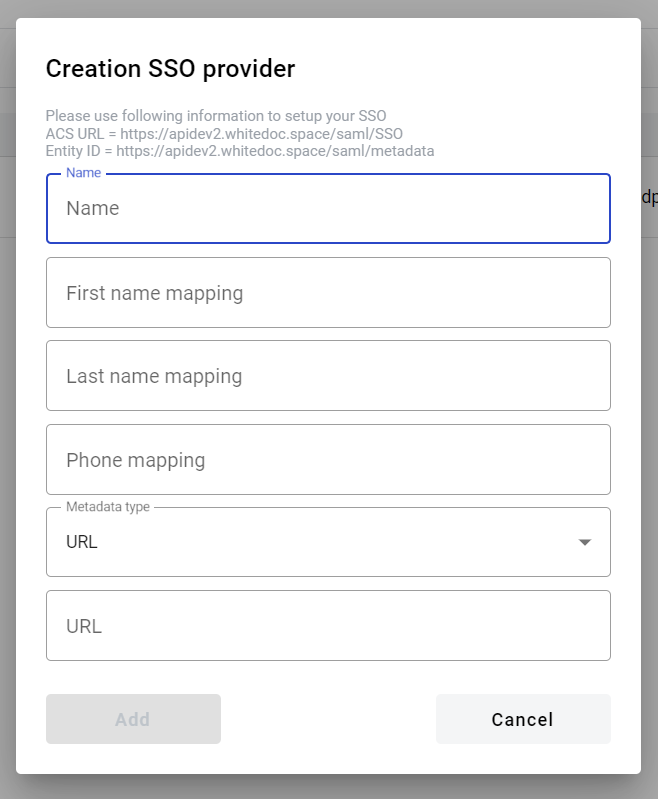 Creation SSO provider
Please use following information to setup your SSO
ACS URL = https://apidev2.whitedoc.space/saml/SSO
Entity ID = https://apidev2.whitedoc.space/saml/metadata
Name
Name
First name mapping
Last name mapping
Phone mapping
Metadata type
URL
URL
Add
Cancel